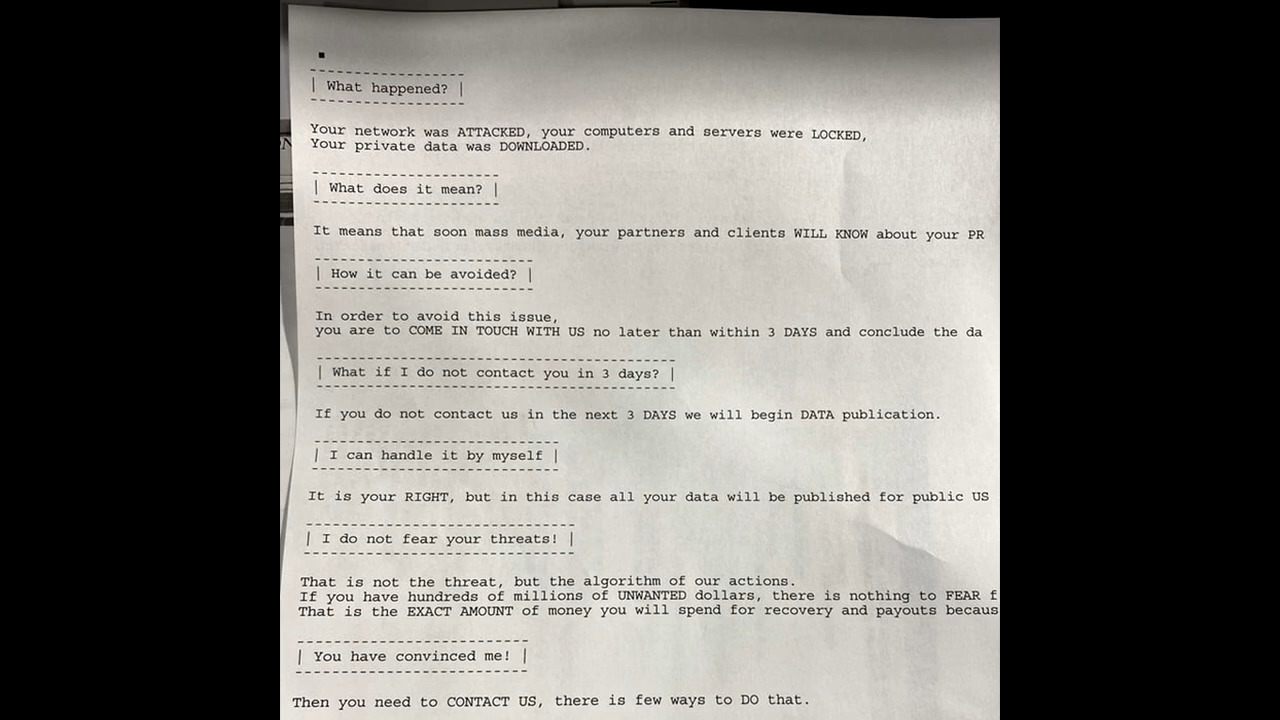 -----------------
| What happened? |
-----------------
Your network was ATTACKED, your computers and servers were LOCKED,
Your private data was DOWNLOADED.
--------------------
| What does it mean? |
--------------------
It means that soon mass media, your partners and clients WILL KNOW about your PR
------------------------
| How it can be avoided? |
------------------------
In order to avoid this issue,
you are to COME IN TOUCH WITH US no later than within 3 DAYS and conclude the da
---------------------------------------
| What if I do not contact you in 3 days? |
---------------------------------------
If you do not contact us in the next 3 DAYS we will begin DATA publication.
---------------------------
| I can handle it by myself |
---------------------------
It is your RIGHT, but in this case all your data will be published for public US
------------------------------
| I do not fear your threats! |
------------------------------
That is not the threat, but the algorithm of our actions.
If you have hundreds of millions of UNWANTED dollars, there is nothing to FEAR f
That is the EXACT AMOUNT of money you will spend for recovery and payouts becaus
-------------------------
| You have convinced me! |
-------------------------
Then you need to CONTACT US, there is few ways to DO that.